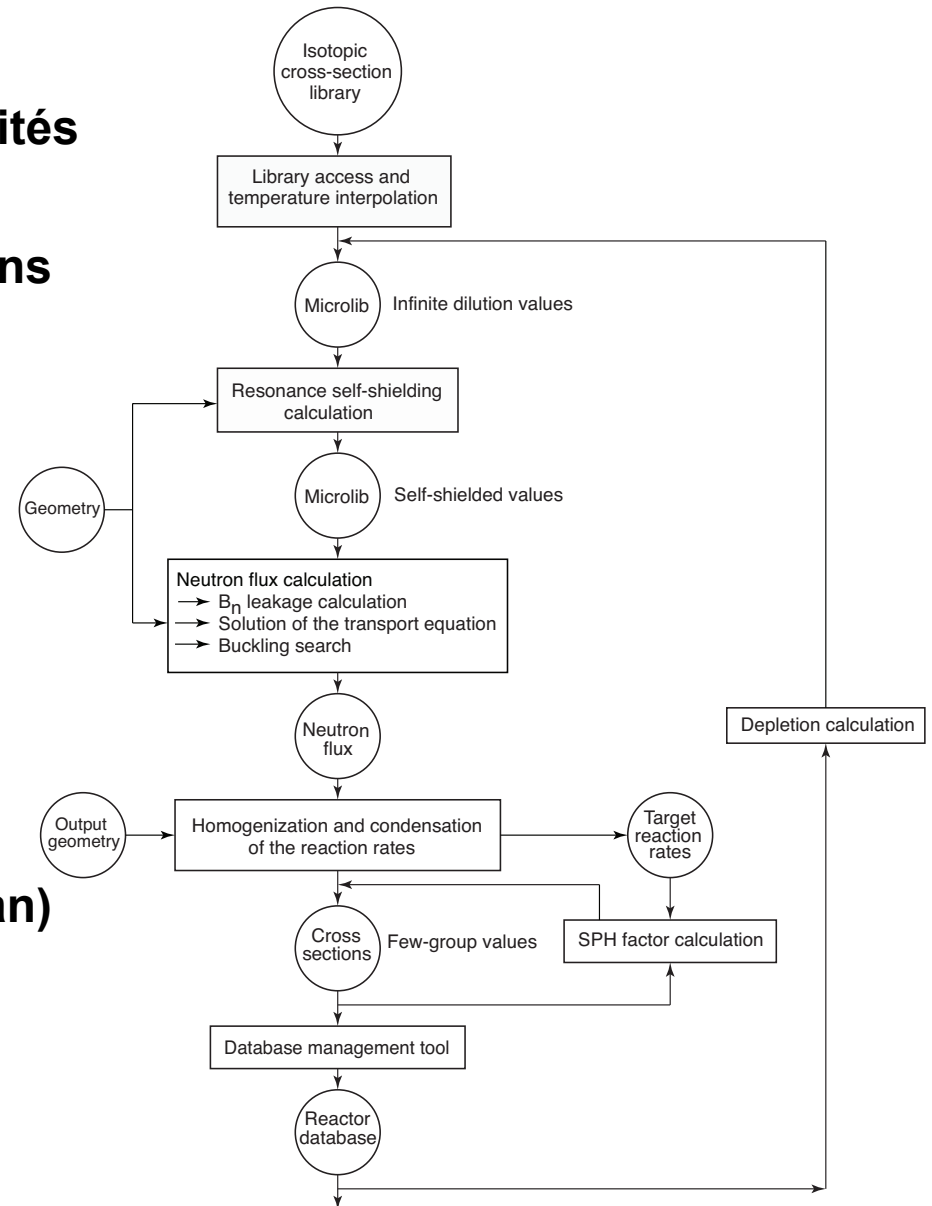 Isotopic
cross-section
library
ités
Library access and
temperature interpolation
ns
Microlib
Infinite dilution values
Resonance self-shielding
calculation
Geometry
Microlib
Self-shielded values
Neutron flux calculation
Bn leakage calculation
Solution of the transport equation
Buckling search
Neutron
flux
Depletion calculation
Output
geometry
Homogenization and condensation
of the reaction rates
Target
reaction
rates
an)
Cross
sections
Few-group values
SPH factor calculation
Database management tool
Reactor
database